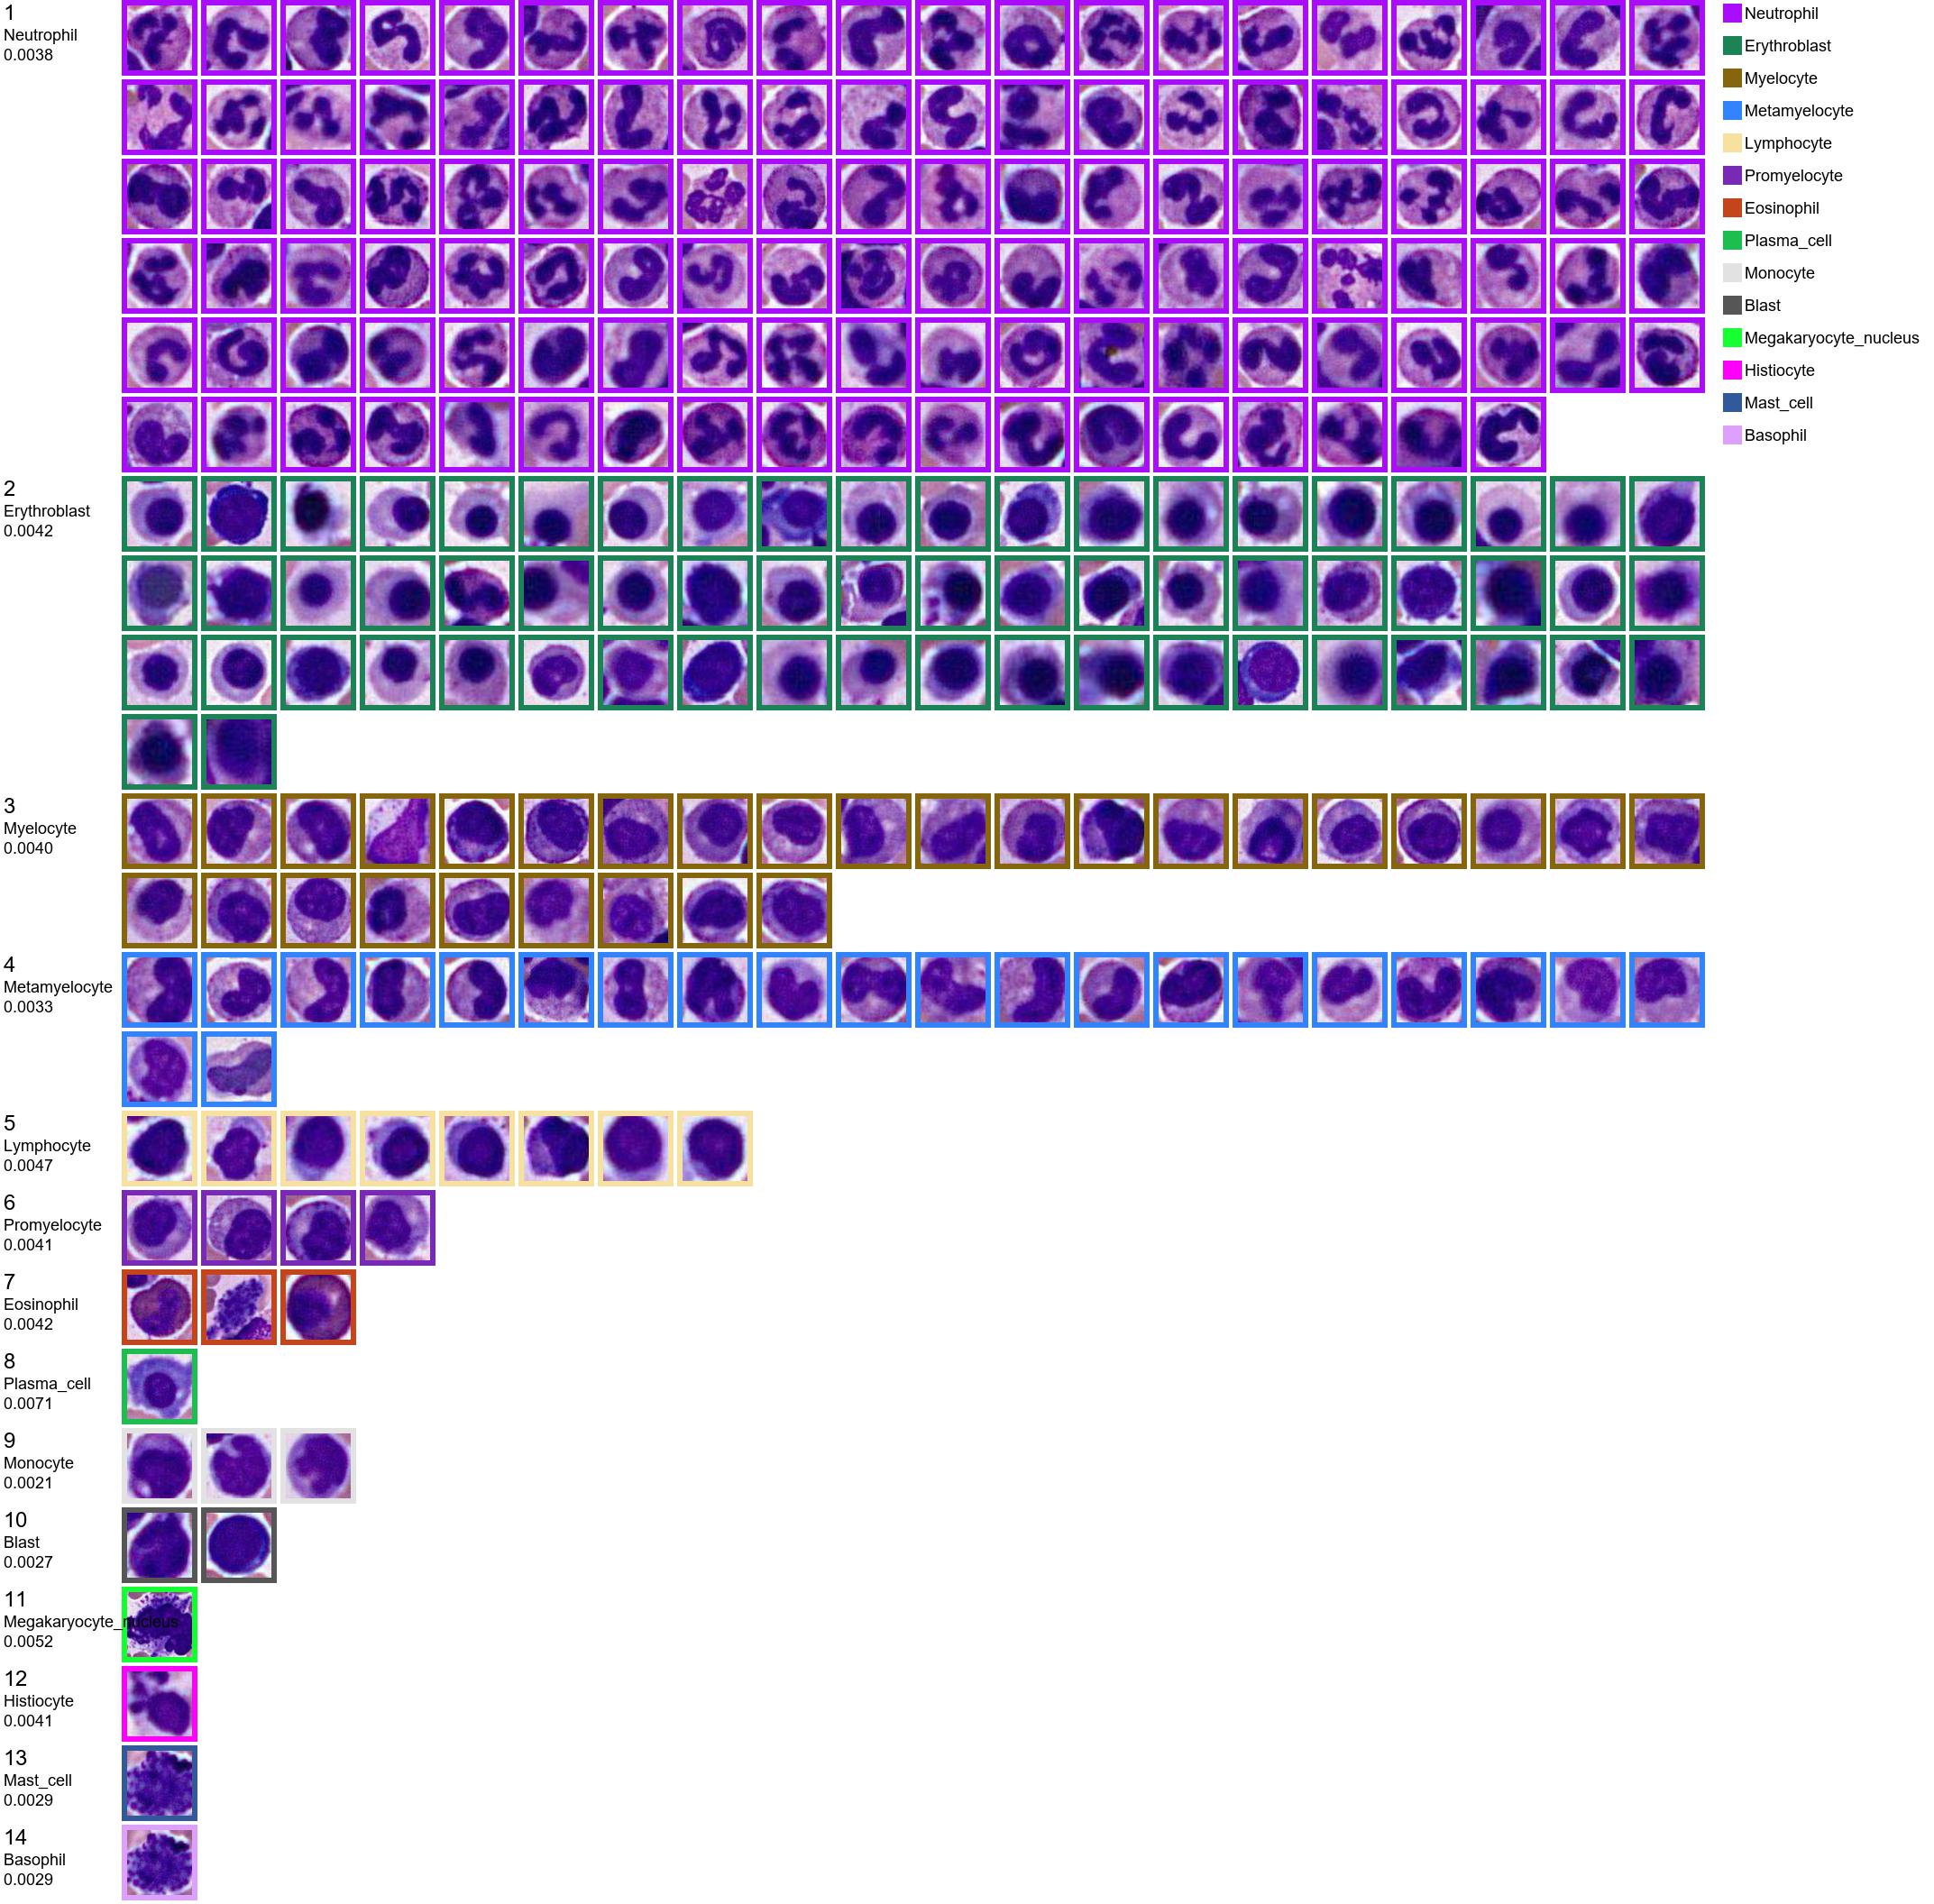 1
Neutrophil
0.0038
2
Erythroblast
0.0042
3
Myelocyte
0.0040
4
Metamyelocyte
0.0033
5
Lymphocyte
0.0047
6
Promyelocyte
0.0041
7
Eosinophil
0.0042
8
Plasma_cell
0.0071
9
Monocyte
0.0021
10
Blast
0.0027
11
Megakaryocyte_nucleus
0.0052
12
Histiocyte
0.0041
13
Mast_cell
0.0029
14
Basophil
0.0029
Neutrophil
Erythroblast
Myelocyte
Metamyelocyte
Lymphocyte
Promyelocyte
Eosinophil
Plasma_cell
Monocyte
Blast
Megakaryocyte_nucleus
Histiocyte
Mast_cell
Basophil